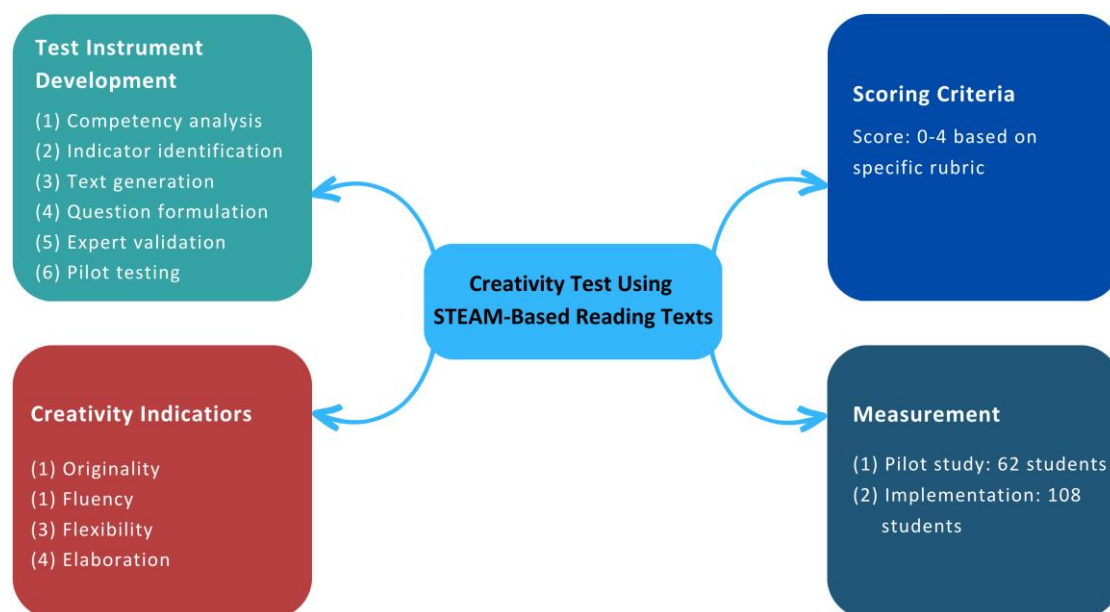 Test Instrument
Development
(1) Competency analysis
(2) Indicator identification
(3) Text generation
(4) Question formulation
(5) Expert validation
(6) Pilot testing
Scoring Criteria
Score: 0-4 based on
specific rubric
Creativity Test Using
STEAM-Based Reading Texts
Creativity Indicatiors
(1) Originality
(1) Fluency
(3) Flexibility
(4) Elaboration
Measurement
(1) Pilot study: 62 students
(2) Implementation: 108
students